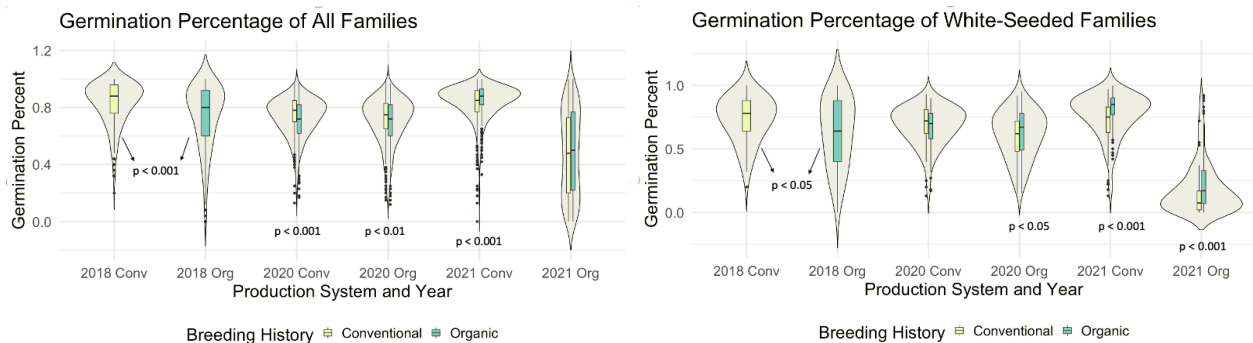 Germination Percentage of All Families
Germination Percent
1.2
0.8
0.4
0.0
p < 0.001
p < 0.001
p < 0.01
p < 0.001
2018 Conv
2018 Org
2020 Conv
2020 Org
2021 Conv
2021 Org
Production System and Year
Breeding History Conventional Organic
Germination Percentage of White-Seeded Families
Germination Percent
1.0
0.5
0.0
p < 0.05
p < 0.05
p < 0.001
p < 0.001
2018 Conv
2018 Org
2020 Conv
2020 Org
2021 Conv
2021 Org
Production System and Year
Breeding History Conventional Organic